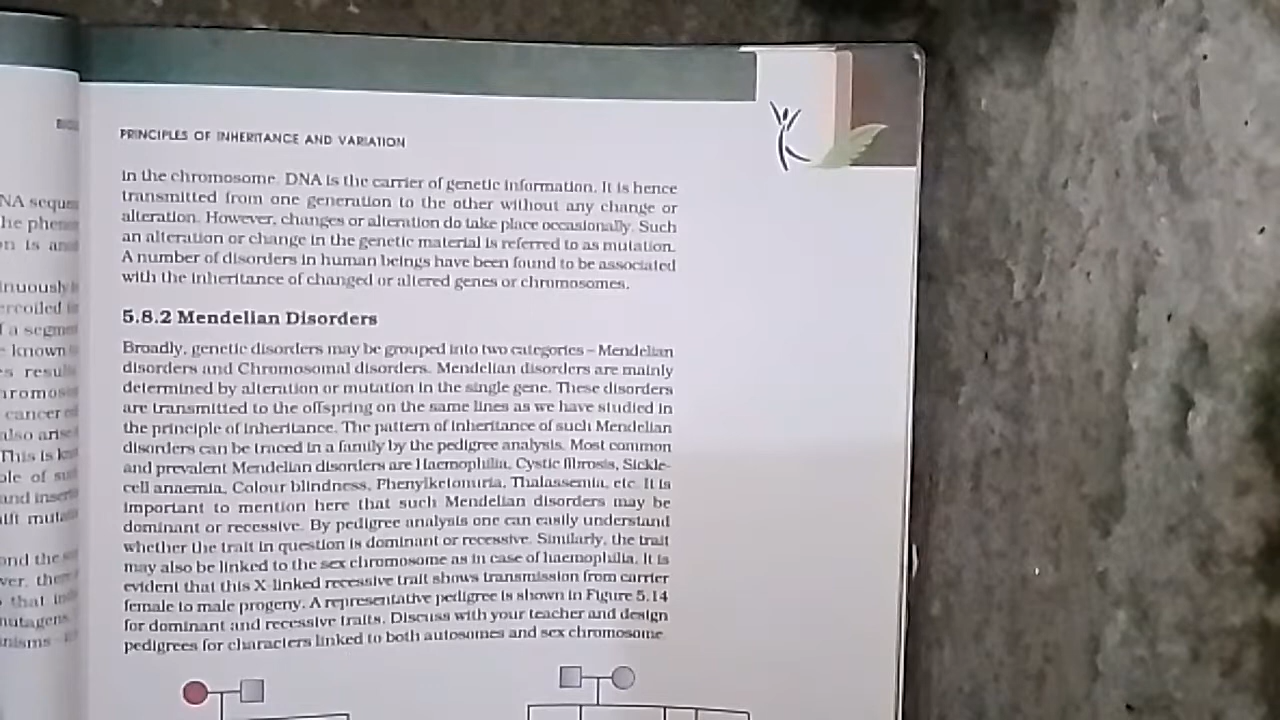 PRINCIPLES OF INHERITANCE AND VARIATION
in the chromosome. DNA is the carrier of genetic information. It is hence
transmitted from one generation to the other without any change or
alteration. However, changes or alteration do take place occasionally. Such
an alteration or change in the genetic material is referred to as mutation.
A number of disorders in human beings have been found to be associated
with the inheritance of changed or altered genes or chromosomes.
5.8.2 Mendelian Disorders
Broadly, genetic disorders may be grouped into two categories – Mendelian
disorders and Chromosomal disorders. Mendelian disorders are mainly
determined by alteration or mutation in the single gene. These disorders
are transmitted to the offspring on the same lines as we have studied in
the principle of inheritance. The pattern of inheritance of such Mendelian
disorders can be traced in a family by the pedigree analysis. Most common
and prevalent Mendelian disorders are Haemophilia, Cystic fibrosis, Sickle-
cell anaemia, Colour blindness, Phenylketonuria, Thalassemia, etc. It is
important to mention here that such Mendelian disorders may be
dominant or recessive. By pedigree analysis one can easily understand
whether the trait in question is dominant or recessive. Similarly, the trait
may also be linked to the sex chromosome as in case of haemophilia. It is
evident that this X-linked recessive trait shows transmission from carrier
female to male progeny. A representative pedigree is shown in Figure 5.14
for dominant and recessive traits. Discuss with your teacher and design
pedigrees for characters linked to both autosomes and sex chromosome.